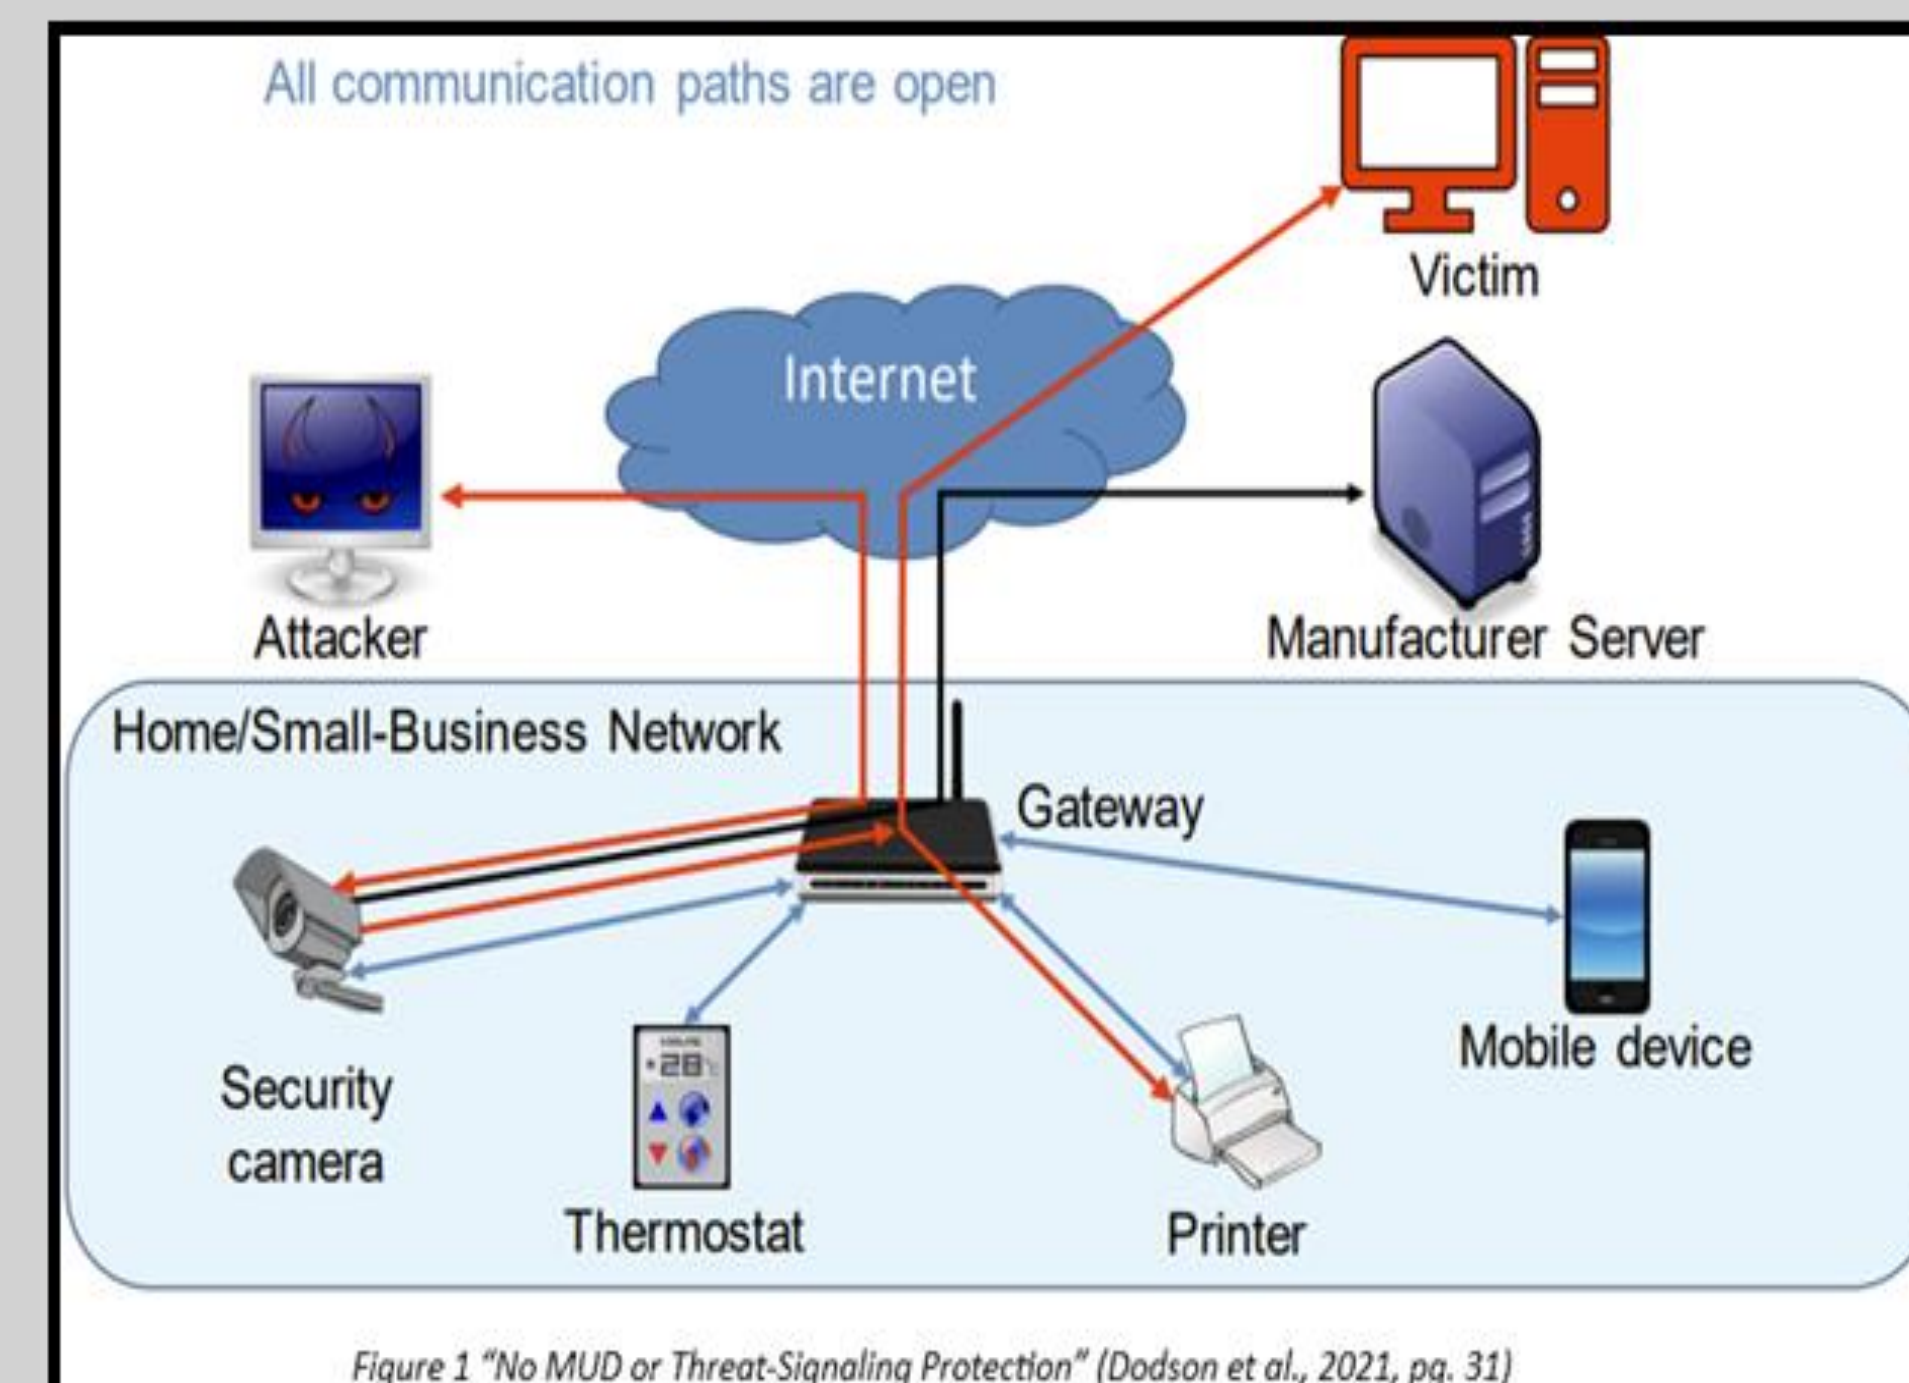 All communication paths are open
Victim
Internet
Attacker
Manufacturer Server
Home/Small-Business Network
Gateway
Mobile device
Security
camera
28
Thermostat
Printer
Figure 1 "No MUD or Threat-Signaling Protection" (Dodson et al., 2021, pg. 31)